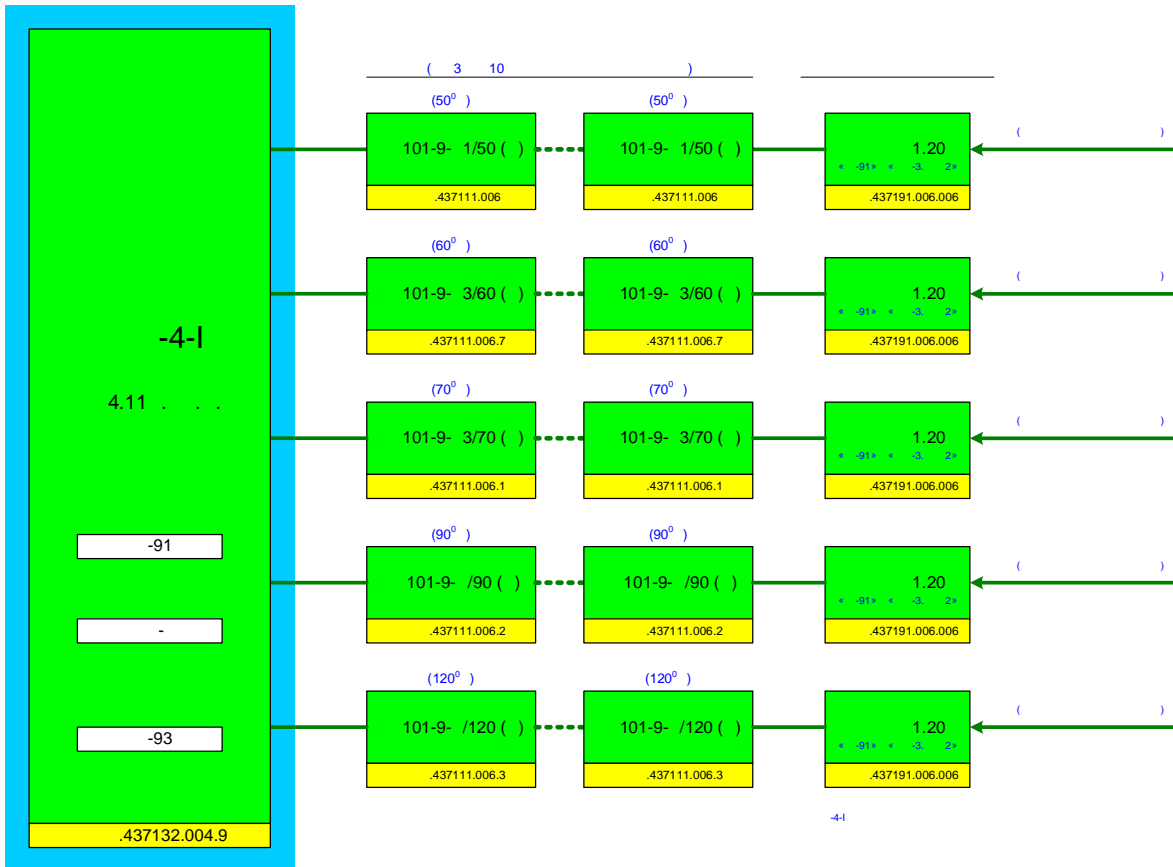 ( 3 10 )
(50⁰ ) (50⁰ )
101-9- 1/50 ( ) 101-9- 1/50 ( ) 1.20
« -91» « -3. 2»
(
)
.437111.006 .437111.006 .437191.006.006
(60⁰ ) (60⁰ )
101-9- 3/60 ( ) 101-9- 3/60 ( ) 1.20
« -91» « -3. 2»
(
)
.437111.006.7 .437111.006.7 .437191.006.006
-4-I
4.11 . . .
(70⁰ ) (70⁰ )
101-9- 3/70 ( ) 101-9- 3/70 ( ) 1.20
« -91» « -3. 2»
(
)
.437111.006.1 .437111.006.1 .437191.006.006
(90⁰ ) (90⁰ )
-91
101-9- /90 ( ) 101-9- /90 ( ) 1.20
« -91» « -3. 2»
(
)
-
.437111.006.2 .437111.006.2 .437191.006.006
(120⁰ ) (120⁰ )
-93
101-9- /120 ( ) 101-9- /120 ( ) 1.20
« -91» « -3. 2»
(
)
.437111.006.3 .437111.006.3 .437191.006.006
-4-I
.437132.004.9